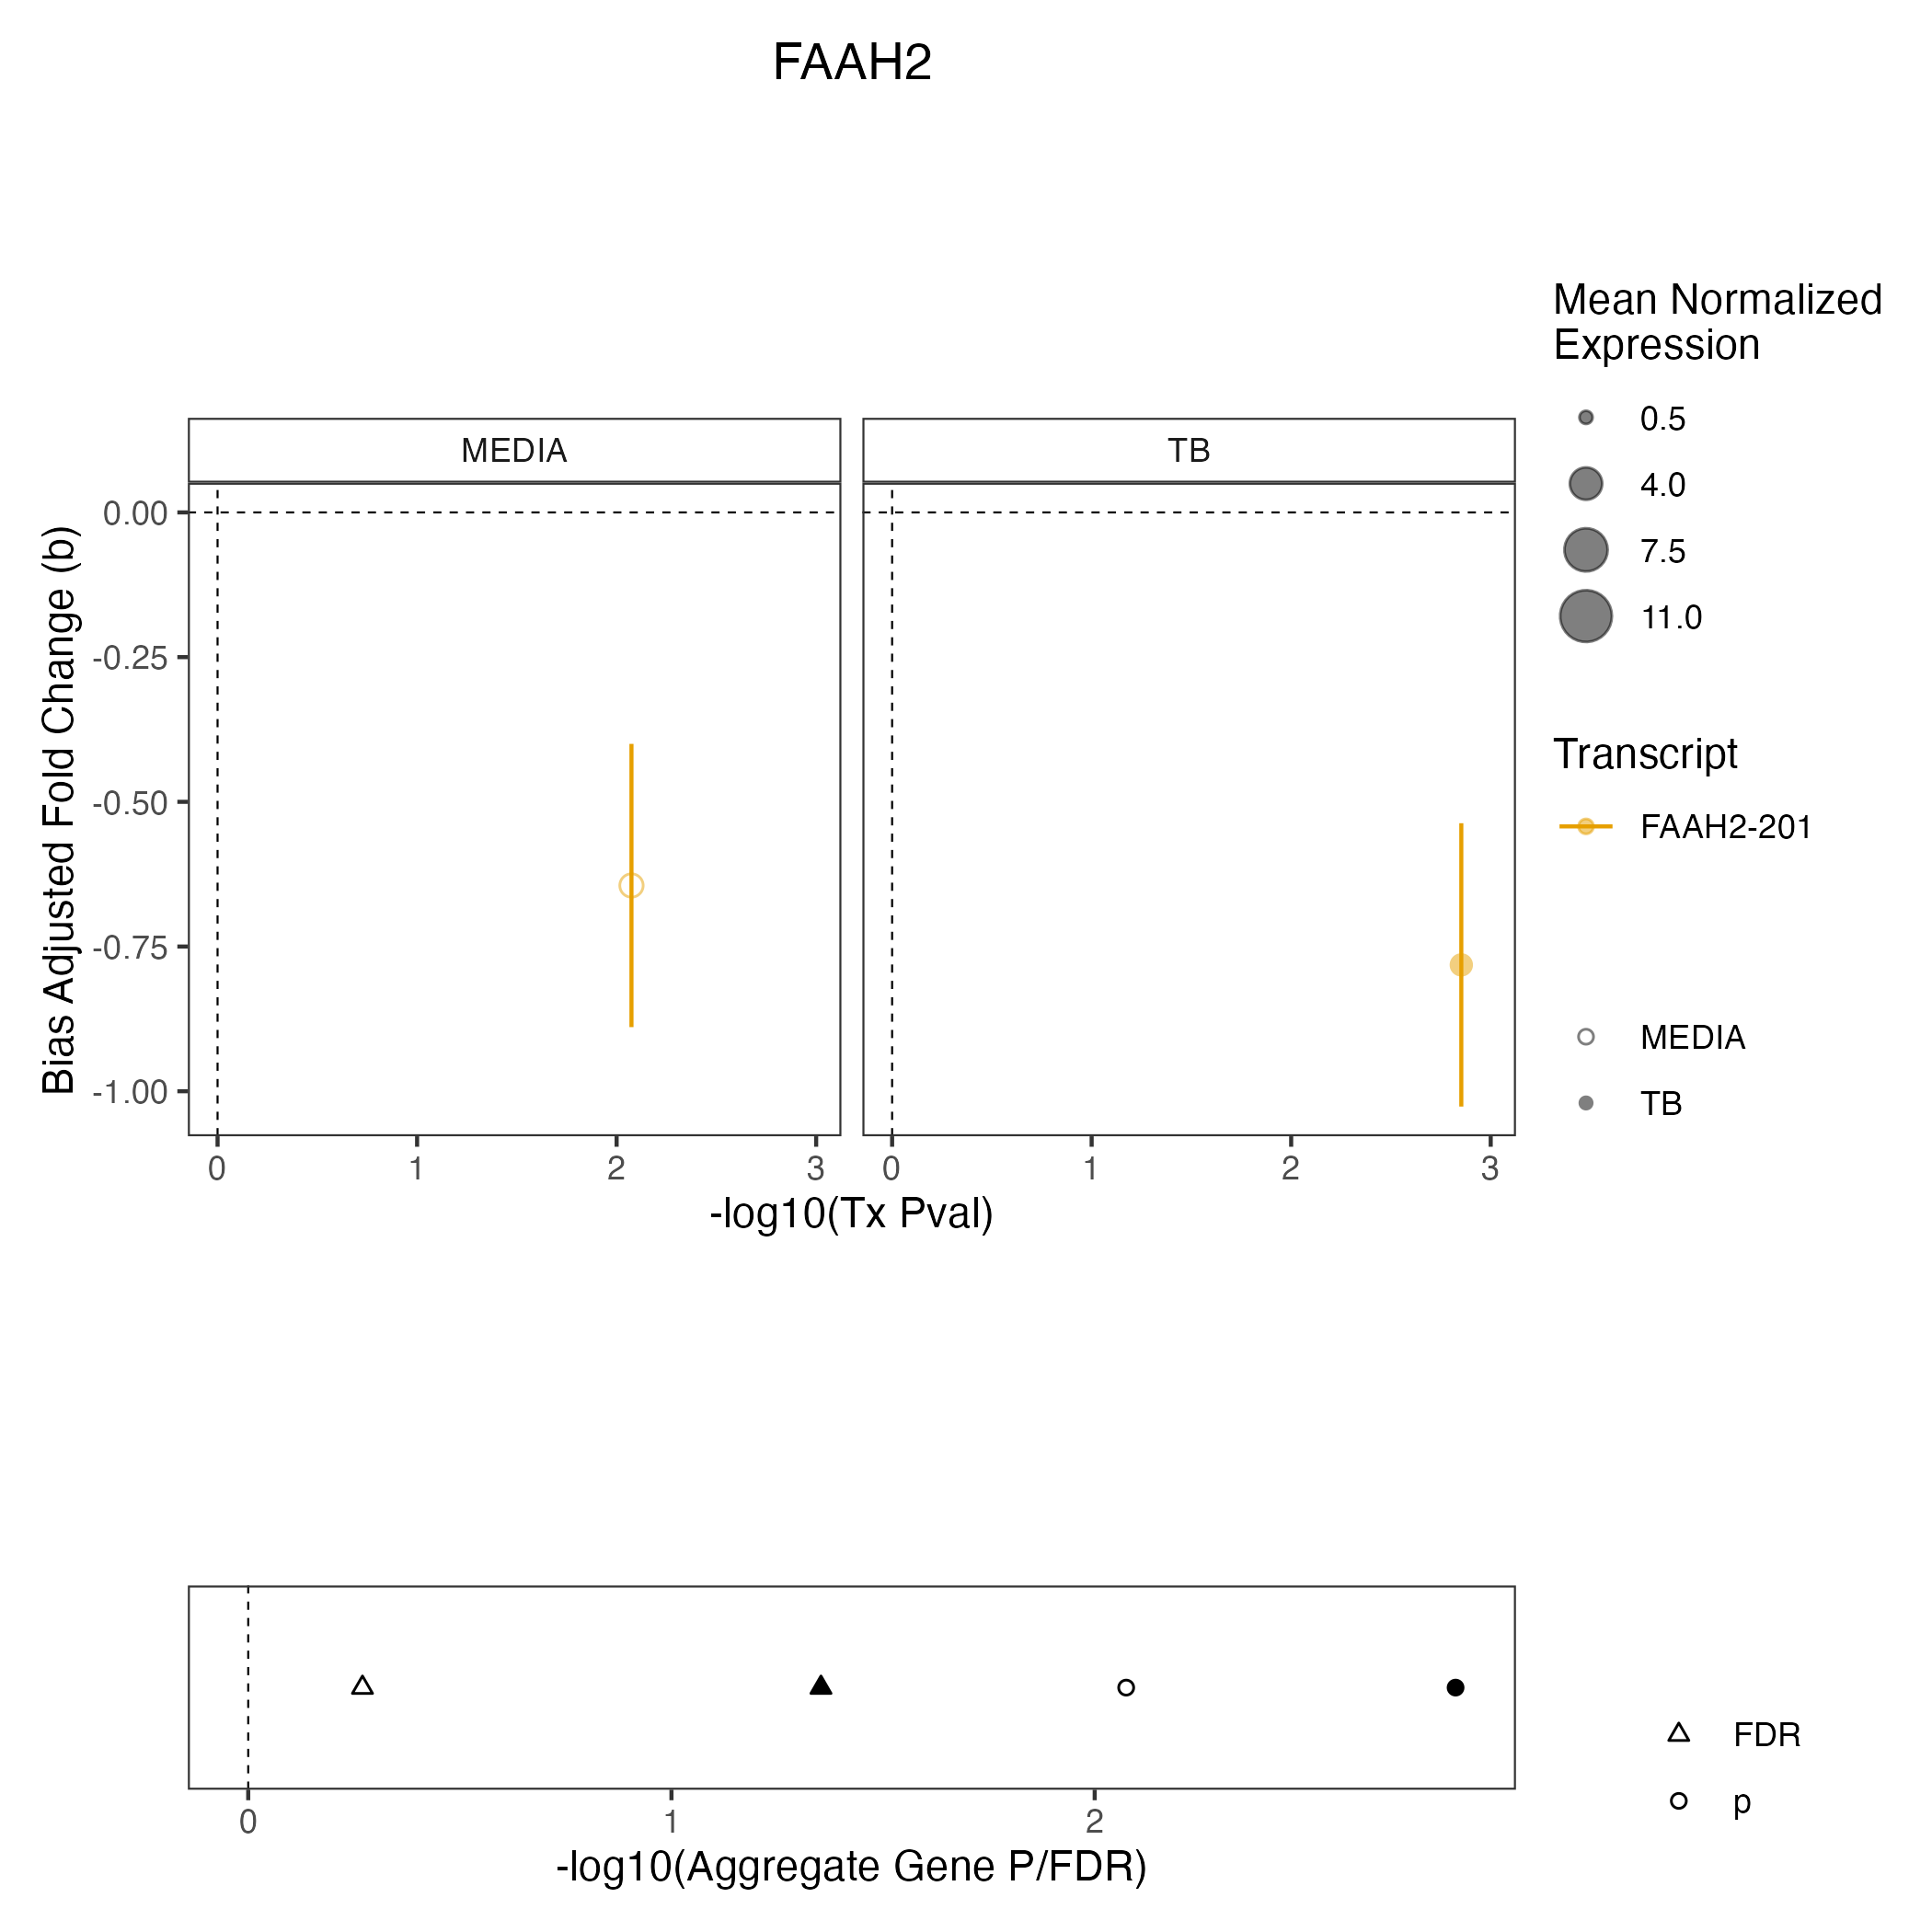 FAAH2
MEDIA
TB
0.00
-0.25
-0.50
-0.75
-1.00
Bias Adjusted Fold Change (b)
0 1 2 3
0 1 2 3
-log10(Tx Pval)
Mean Normalized
Expression
0.5
4.0
7.5
11.0
Transcript
FAAH2-201
MEDIA
TB
0 1 2
-log10(Aggregate Gene P/FDR)
FDR
p